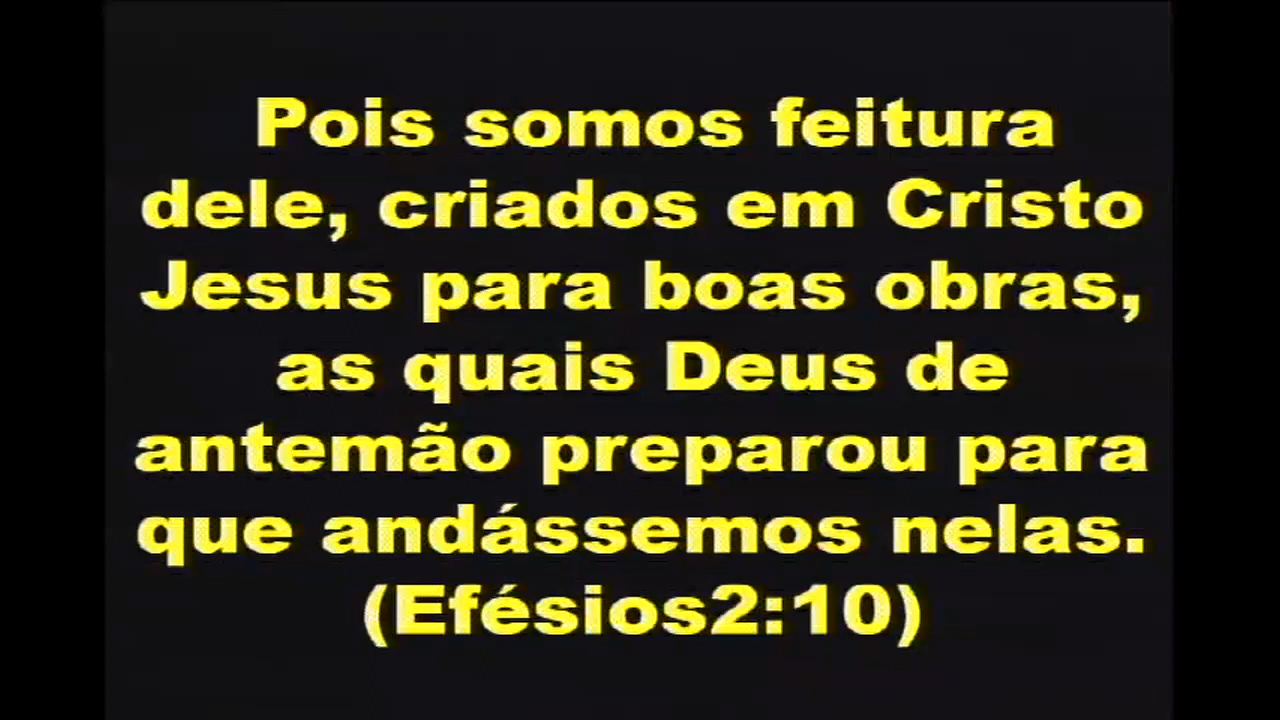 Pois somos feitura
dele, criados em Cristo
Jesus para boas obras,
as quais Deus de
antemão preparou para
que andássemos nelas.
(Efésios2:10)